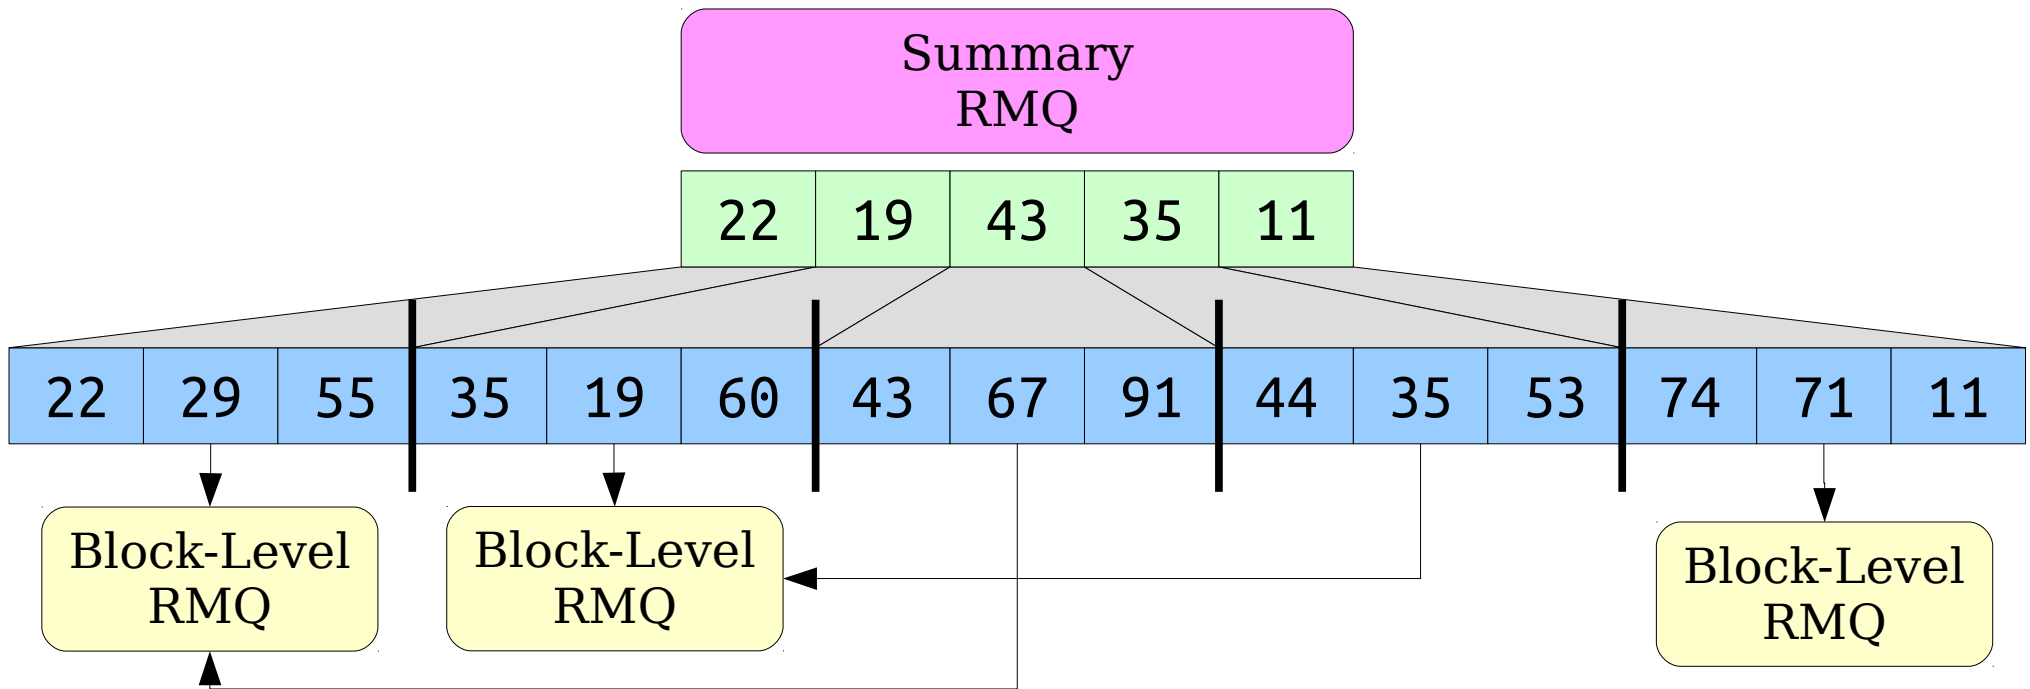 Summary
RMQ
22 19 43 35 11
22 29 55 35 19 60 43 67 91 44 35 53 74 71 11
Block-Level
RMQ
Block-Level
RMQ
Block-Level
RMQ